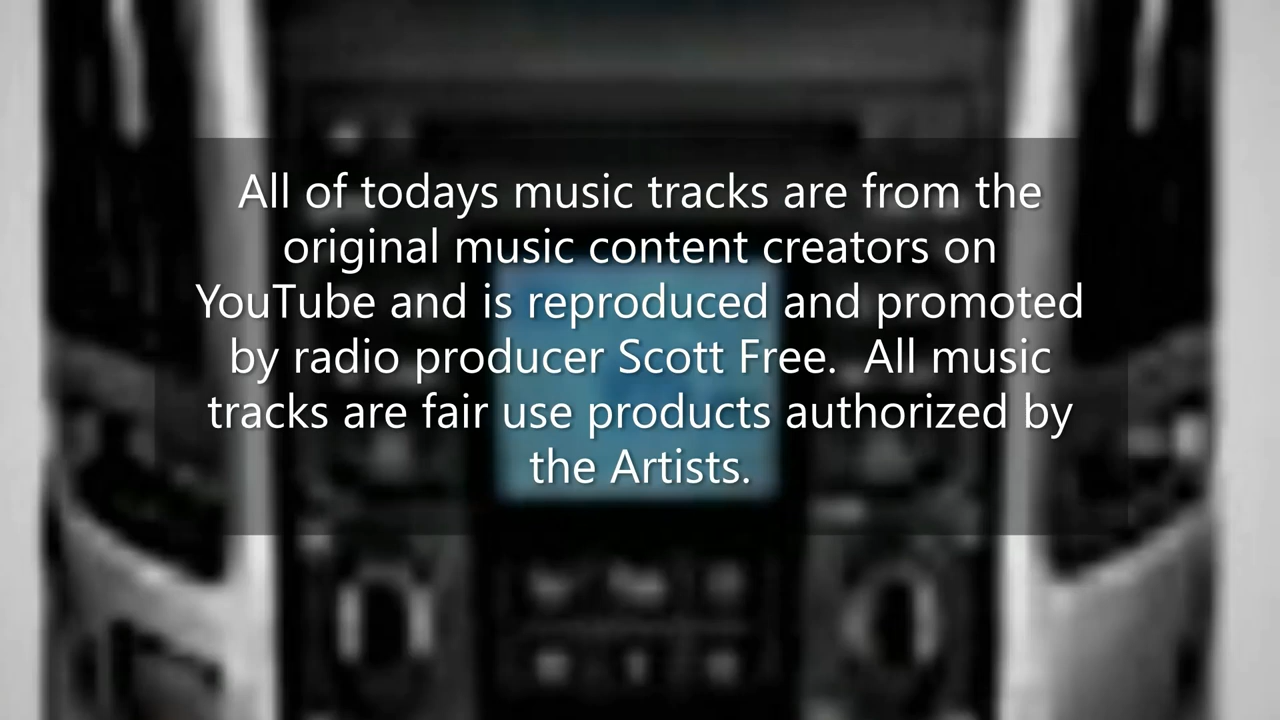 All of todays music tracks are from the
original music content creators on
YouTube and is reproduced and promoted
by radio producer Scott Free.  All music
tracks are fair use products authorized by
the Artists.